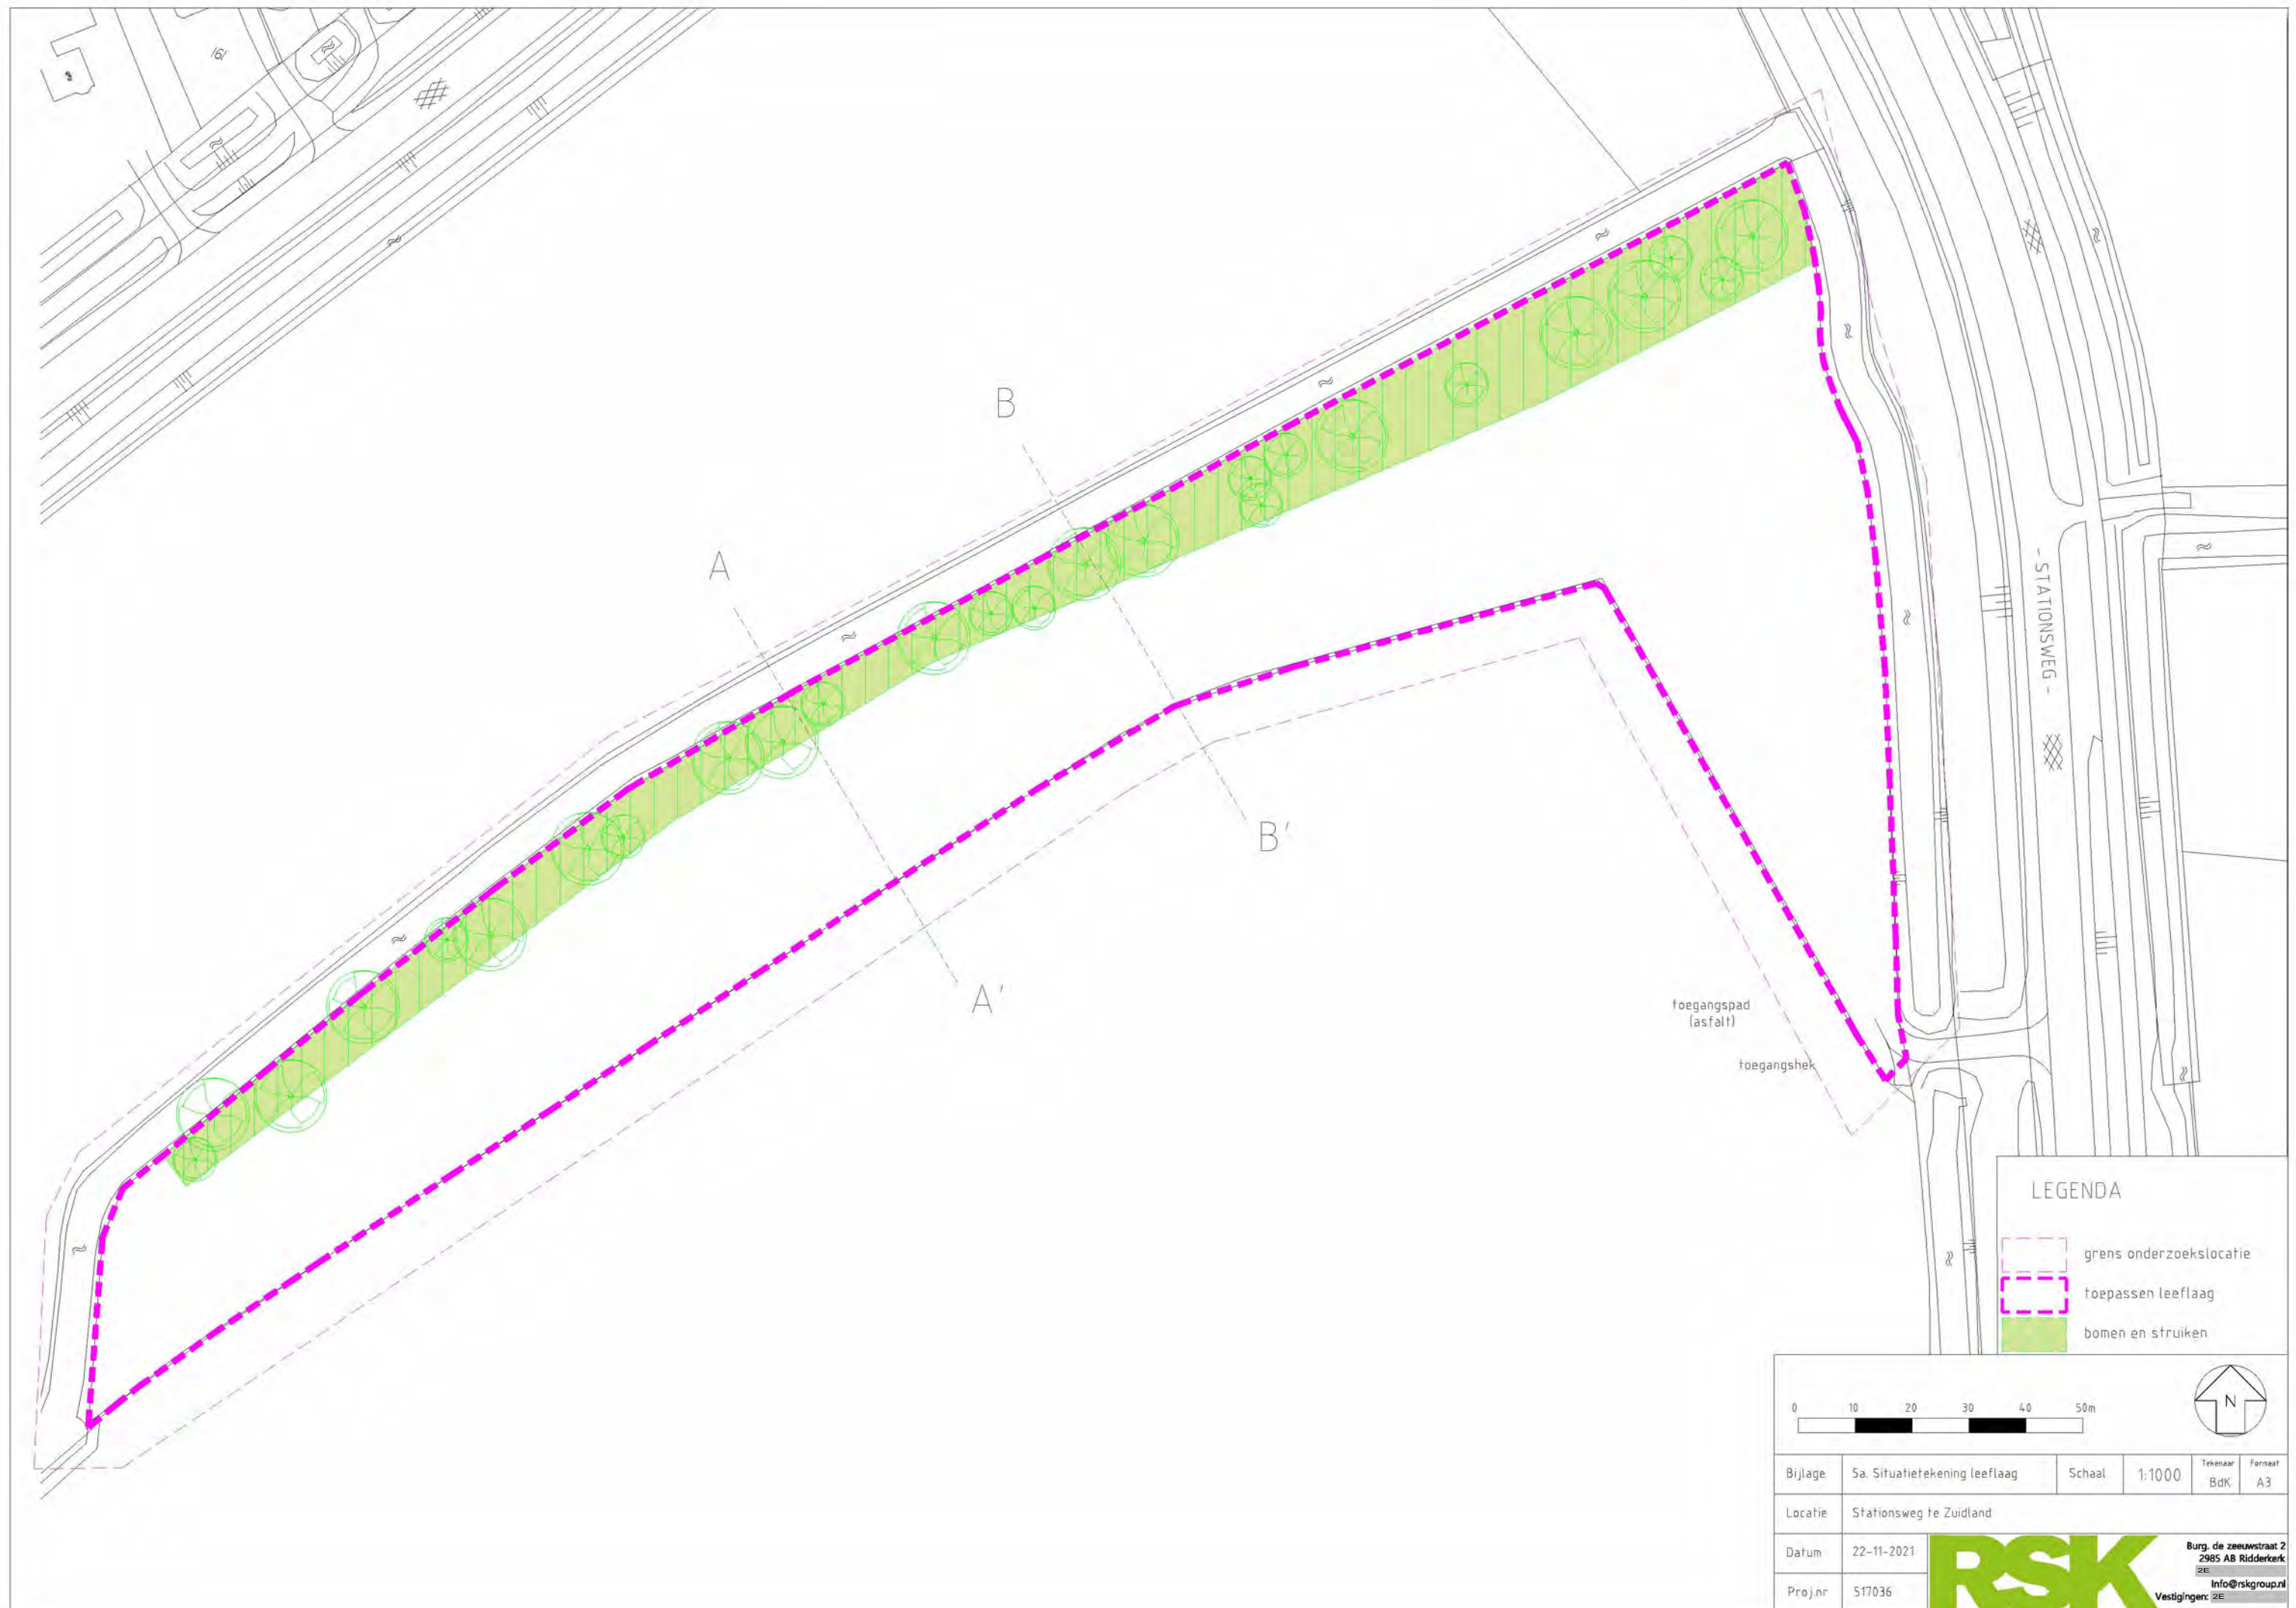 B
A
B'
A'
- STATIONSWEG -
toegangspad
(asfalt)
toegangshek
LEGENDA
grens onderzoekslocatie
toepassen leeflaag
bomen en struiken
0 10 20 30 40 50m
N
Bijlage 5a. Situatietekening leeflaag Schaal 1:1000 Tekenaar BdK Formaat A3
Locatie Stationsweg te Zuidland
Datum 22-11-2021
Proj.nr 517036
RSK
Burg. de zeeuwstraat 2
2985 AB Ridderkerk
2E
Info@rskgroup.nl
Vestigingen: 2E